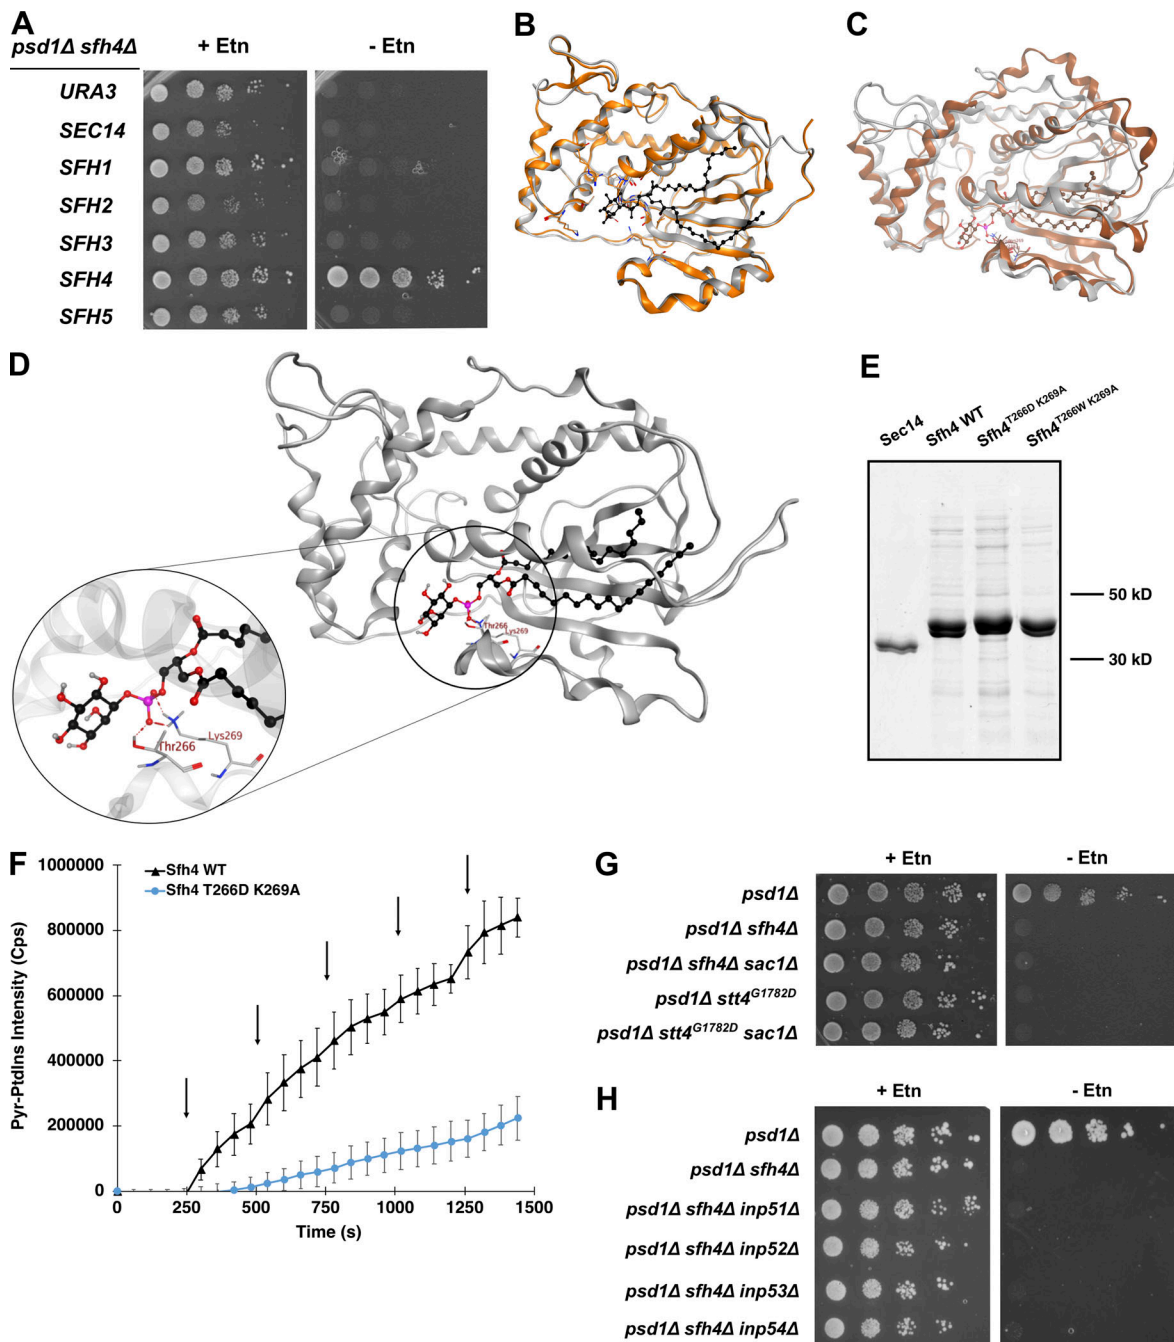 A
psd1Δ sfh4Δ
+ Etn
- Etn
URA3
SEC14
SFH1
SFH2
SFH3
SFH4
SFH5
B
C
D
Thr266
Lys269
Thr266
Lys269
E
Sec14
Sfh4 WT
Sfh4T266D K269A
Sfh4T266W K269A
50 kD
30 kD
F
Pyr-PtdIns Intensity (Cps)
1000000
800000
600000
400000
200000
0
Sfh4 WT
Sfh4 T266D K269A
0 250 500 750 1000 1250 1500
Time (s)
G
+ Etn
- Etn
psd1Δ
psd1Δ sfh4Δ
psd1Δ sfh4Δ sac1Δ
psd1Δ stt4G1782D
psd1Δ stt4G1782D sac1Δ
H
+ Etn
- Etn
psd1Δ
psd1Δ sfh4Δ
psd1Δ sfh4Δ inp51Δ
psd1Δ sfh4Δ inp52Δ
psd1Δ sfh4Δ inp53Δ
psd1Δ sfh4Δ inp54Δ